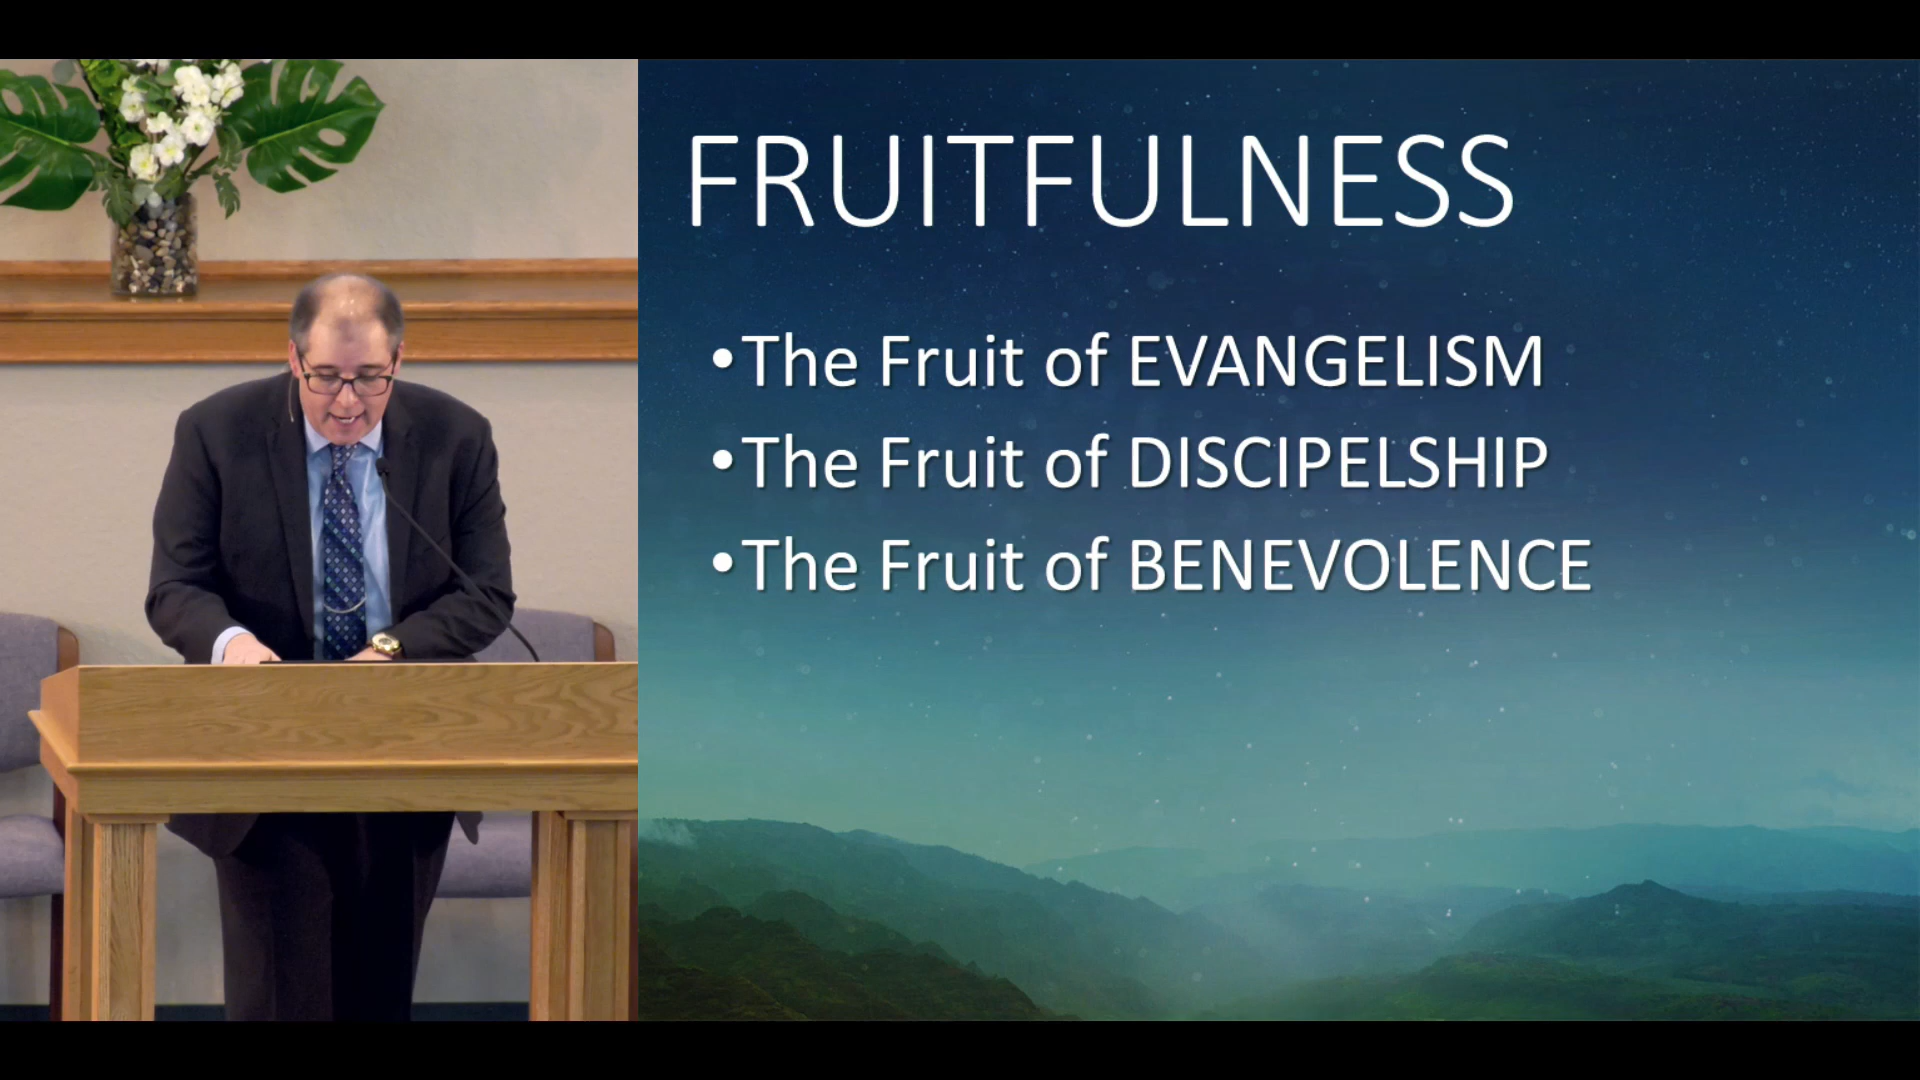 FRUITFULNESS
•The Fruit of EVANGELISM
•The Fruit of DISCIPELSHIP
•The Fruit of BENEVOLENCE